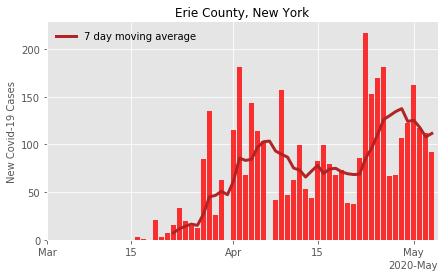 Erie County, New York
7 day moving average
New Covid-19 Cases
200
150
100
50
0
Mar 15 Apr 15 May
2020-May